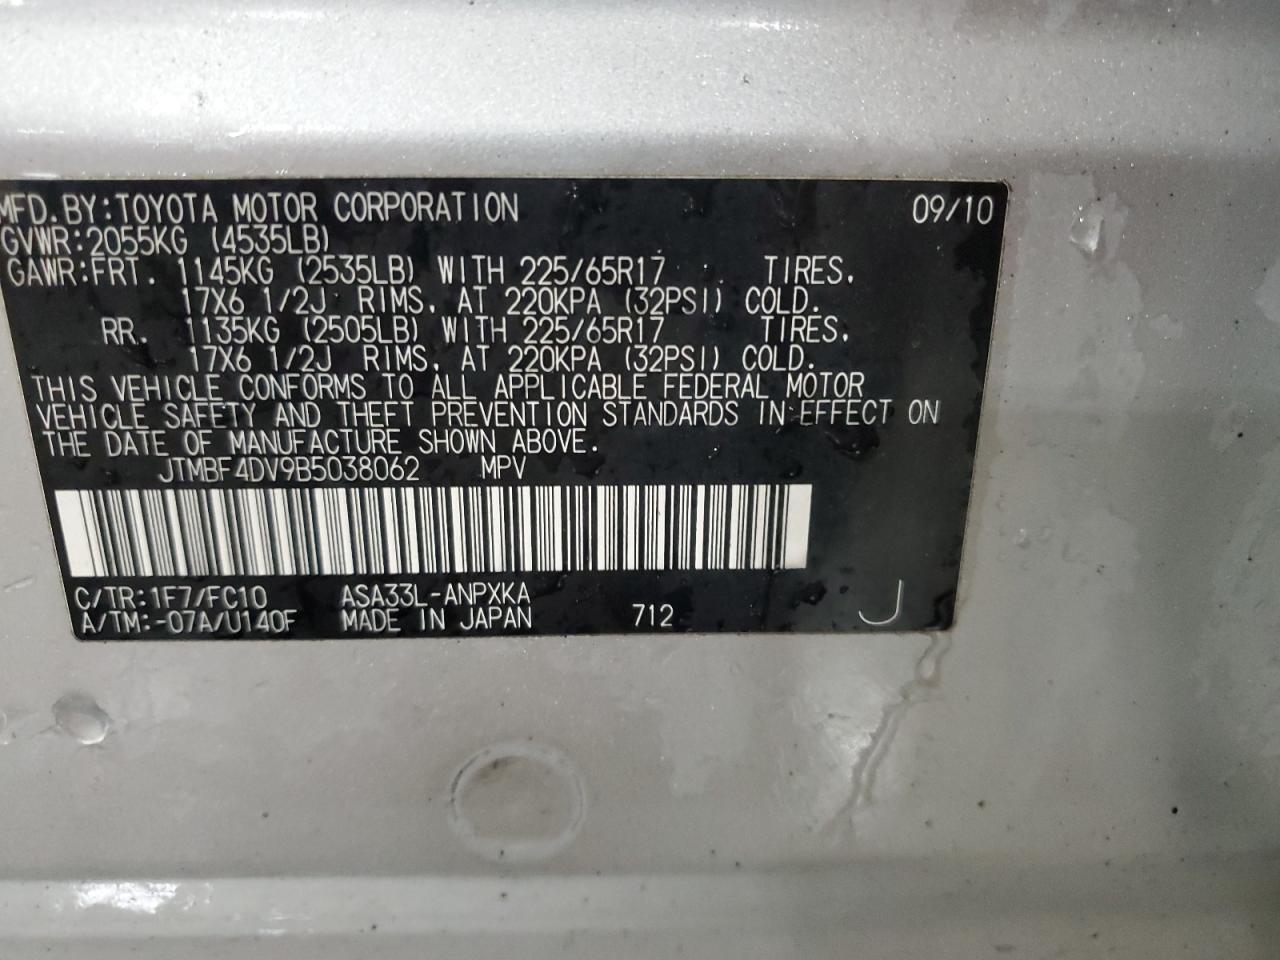 MFD.BY:TOYOTA MOTOR CORPORATION 09/10
GVWR:2055KG (4535LB)
GAWR:FRT. 1145KG (2535LB) WITH 225/65R17 TIRES.
17X6 1/2J RIMS. AT 220KPA (32PSI) COLD.
RR. 1135KG (2505LB) WITH 225/65R17 TIRES.
17X6 1/2J RIMS. AT 220KPA (32PSI) COLD.
THIS VEHICLE CONFORMS TO ALL APPLICABLE FEDERAL MOTOR
VEHICLE SAFETY AND THEFT PREVENTION STANDARDS IN EFFECT ON
THE DATE OF MANUFACTURE SHOWN ABOVE.
JTMBF4DV9B5038062 MPV
C/TR:1F7/FC10 ASA33L-ANPXKA
A/TM:-07A/U140F MADE IN JAPAN 712 J